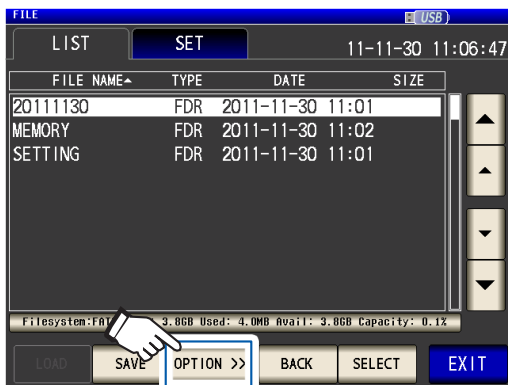 FILE USB
LIST SET 11-11-30 11:06:47
FILE NAME▲ TYPE DATE SIZE
20111130 FDR 2011-11-30 11:01
MEMORY FDR 2011-11-30 11:02
SETTING FDR 2011-11-30 11:01
Filesystem:FAT 3.8GB Used: 4.0MB Avail: 3.8GB Capacity: 0.1%
LOAD SAVE OPTION >> BACK SELECT EXIT